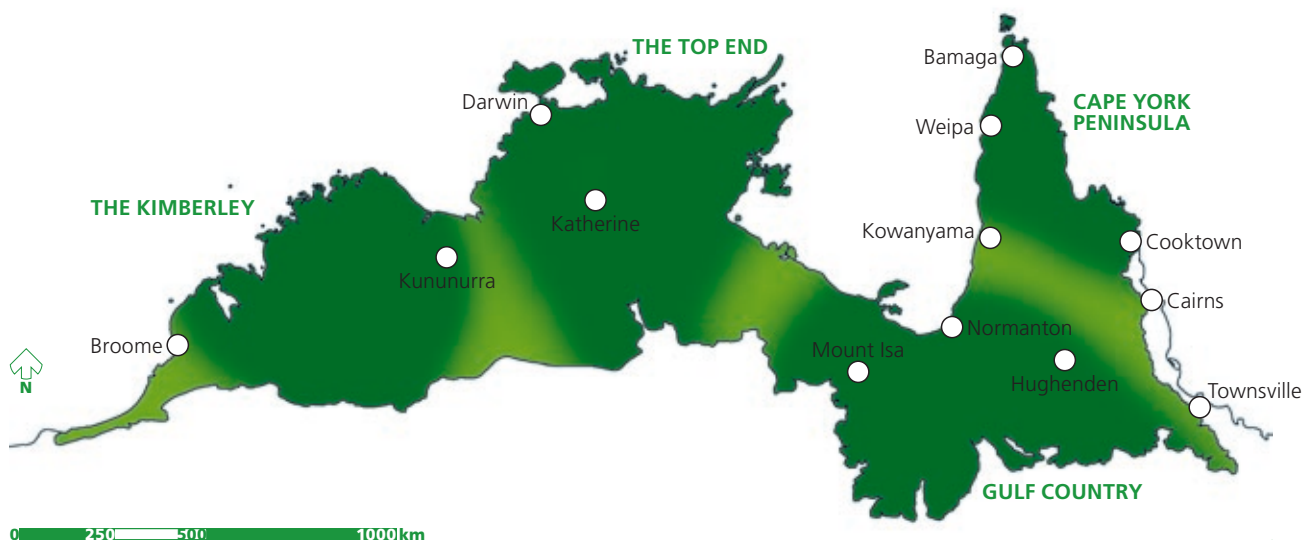 THE TOP END
Bamaga
Darwin
CAPE YORK
PENINSULA
Weipa
THE KIMBERLEY
Katherine
Kowanyama
Cooktown
Kununurra
Cairns
Broome
Normanton
Mount Isa
Hughenden
N
Townsville
GULF COUNTRY
0 250 500 1000km